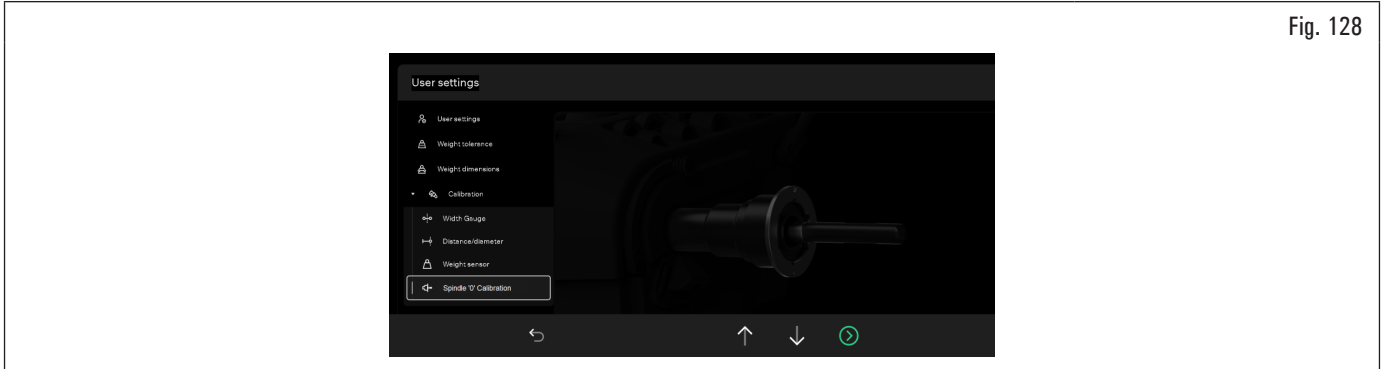 Fig. 128
User settings
User settings
Weight tolerance
Weight dimensions
Calibration
Width Gauge
Distance/diameter
Weight sensor
Spindle '0' Calibration